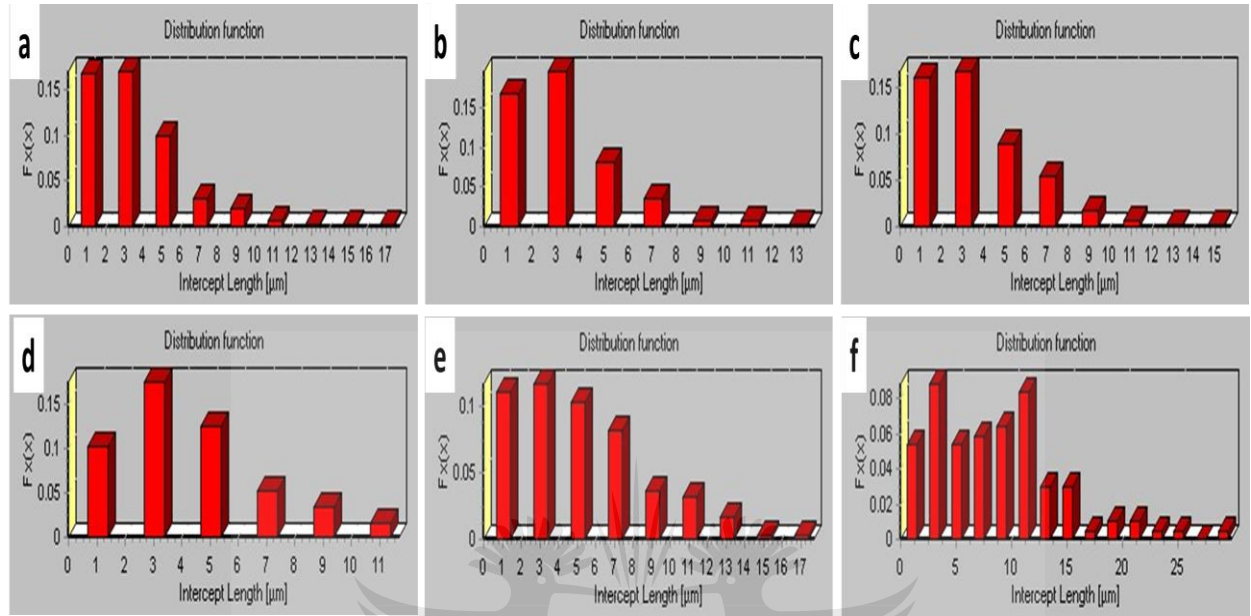 a
Distribution function
0.15
0.1
0.05
0
Fx(x)
0 1 2 3 4 5 6 7 8 9 10 11 12 13 14 15 16 17
Intercept Length [µm]
b
Distribution function
0.15
0.1
0.05
0
Fx(x)
0 1 2 3 4 5 6 7 8 9 10 11 12 13
Intercept Length [µm]
c
Distribution function
0.15
0.1
0.05
0
Fx(x)
0 1 2 3 4 5 6 7 8 9 10 11 12 13 14 15
Intercept Length [µm]
d
Distribution function
0.15
0.1
0.05
0
Fx(x)
0 1 2 3 4 5 6 7 8 9 10 11
Intercept Length [µm]
e
Distribution function
0.1
0.05
0
Fx(x)
0 1 2 3 4 5 6 7 8 9 10 11 12 13 14 15 16 17
Intercept Length [µm]
f
Distribution function
0.08
0.06
0.04
0.02
0
Fx(x)
0 5 10 15 20 25
Intercept Length [µm]